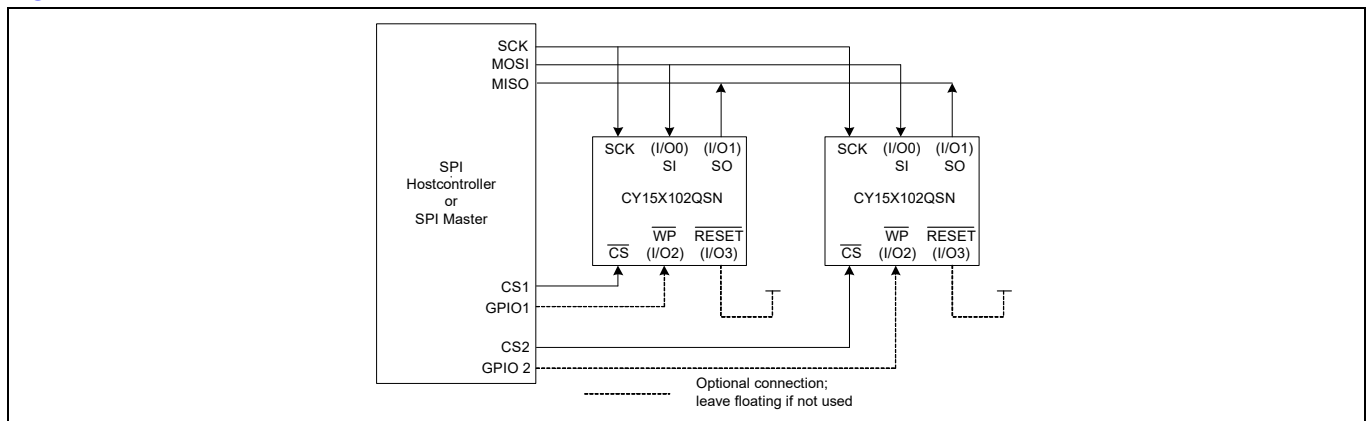 SCK
MOSI
MISO
SPI
Hostcontroller
or
SPI Master
CS1
GPIO1
CS2
GPIO 2
SCK (I/O0) (I/O1)
SI SO
CY15X102QSN
WP RESET
CS (I/O2) (I/O3)
SCK (I/O0) (I/O1)
SI SO
CY15X102QSN
WP RESET
CS (I/O2) (I/O3)
Optional connection;
leave floating if not used